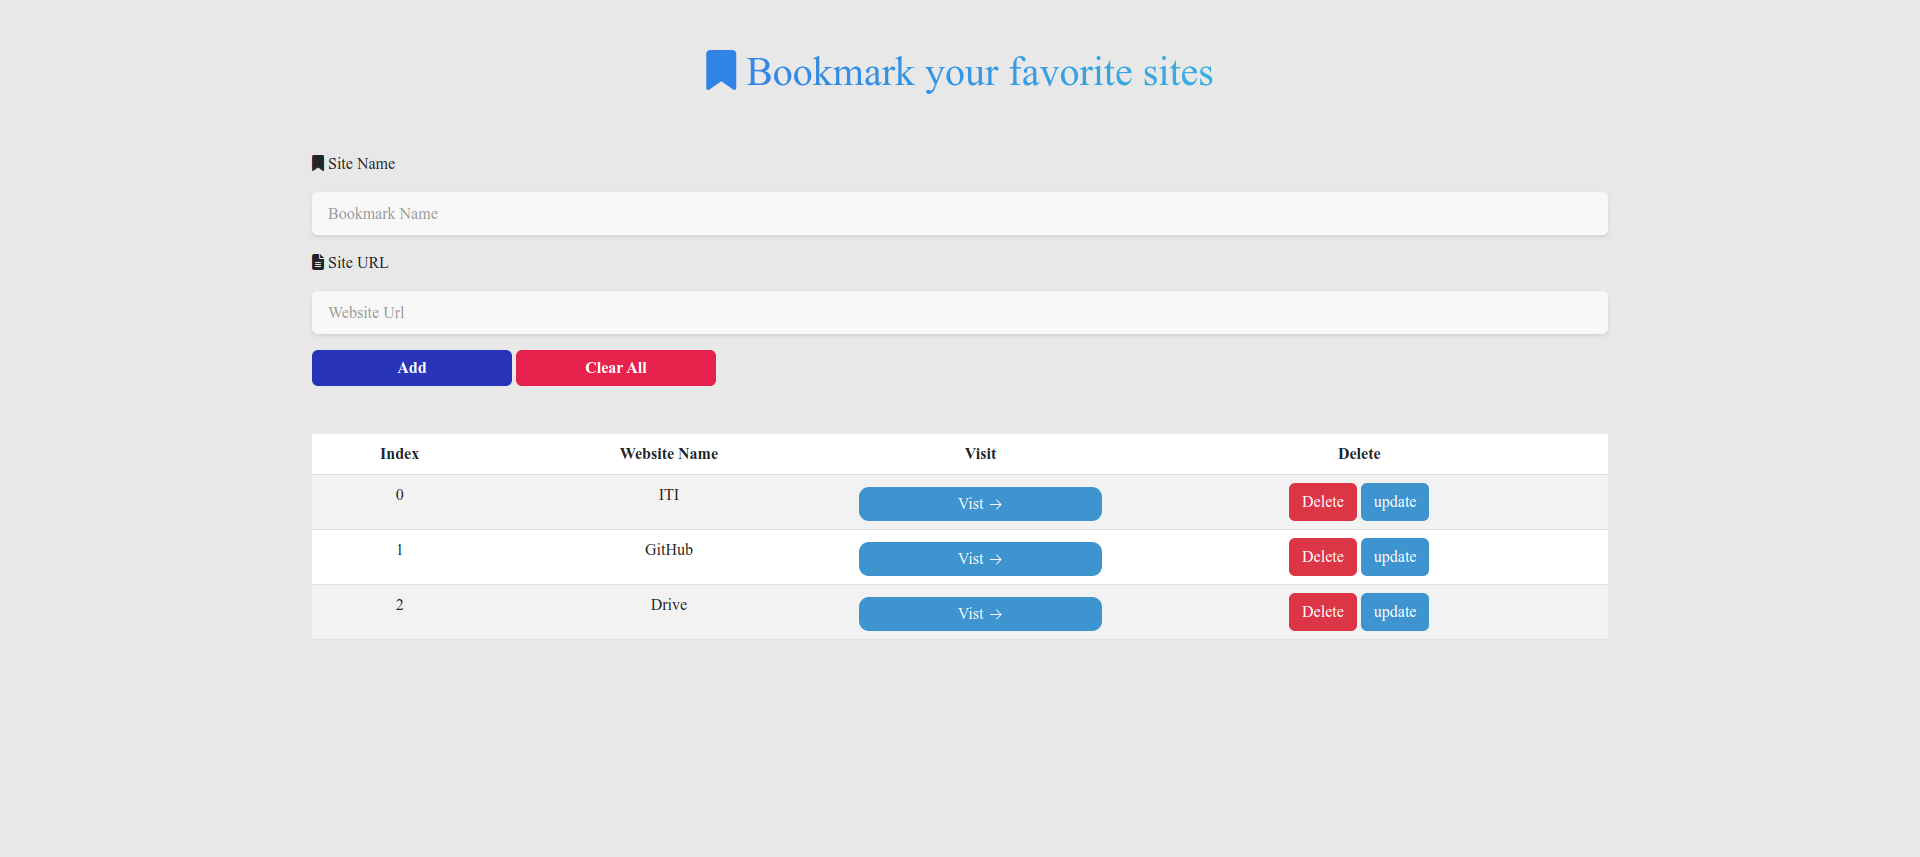 Bookmark your favorite sites
Site Name
Bookmark Name
Site URL
Website Url
Add Clear All
Index Website Name Visit Delete
0 ITI Vist → Delete update
1 GitHub Vist → Delete update
2 Drive Vist → Delete update